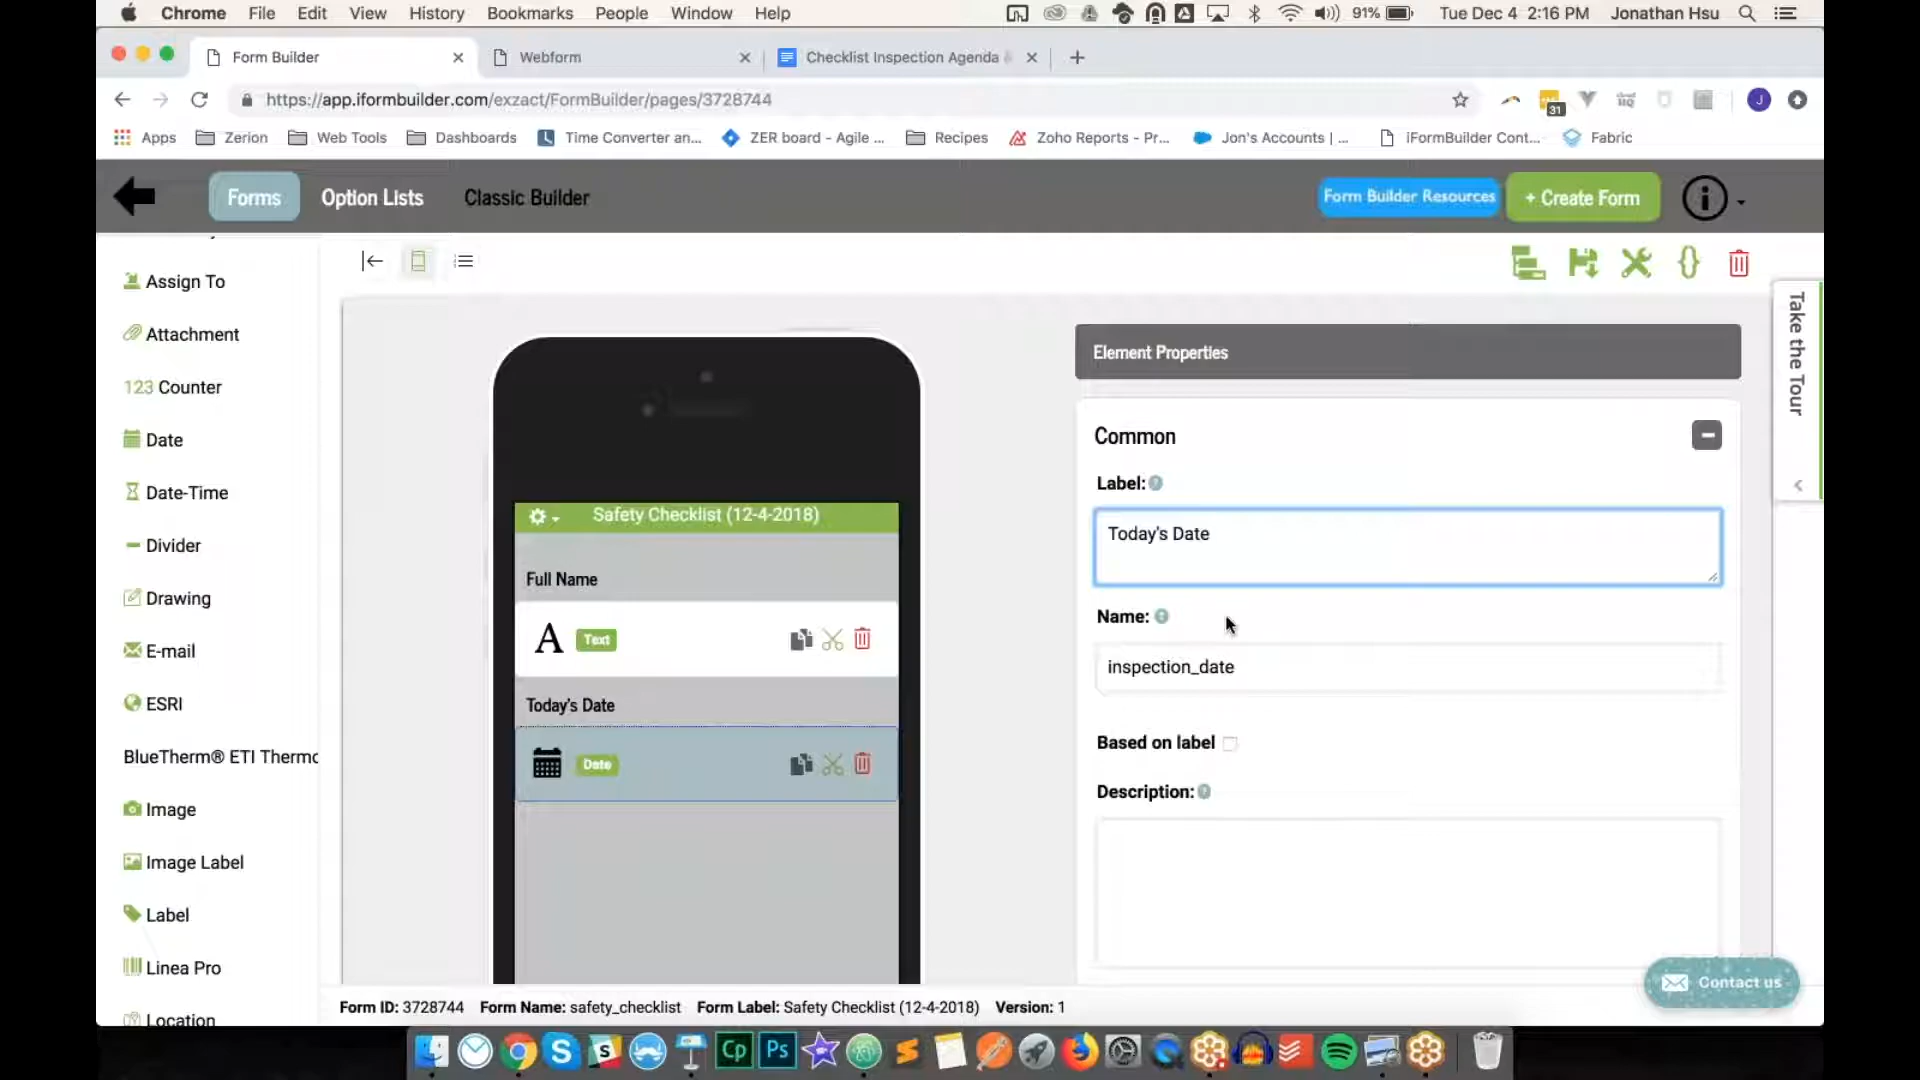 Chrome File Edit View History Bookmarks People Window Help 91% Tue Dec 4 2:16 PM Jonathan Hsu
Form Builder Webform Checklist Inspection Agenda
https://app.iformbuilder.com/exzact/FormBuilder/pages/3728744
31 J
Apps Zerion Web Tools Dashboards Time Converter an... ZER board - Agile ... Recipes Zoho Reports - Pr... Jon's Accounts | ... iFormBuilder Cont... Fabric
Forms Option Lists Classic Builder Form Builder Resources + Create Form
Assign To
Attachment
123 Counter
Date
Date-Time
Divider
Drawing
E-mail
ESRI
BlueTherm® ETI Thermo
Image
Image Label
Label
Linea Pro
Location
Safety Checklist (12-4-2018)
Full Name
A Text
Today's Date
Date
Element Properties
Common
Label:
Today's Date
Name:
inspection_date
Based on label
Description:
Take the Tour
Contact us
Form ID: 3728744 Form Name: safety_checklist Form Label: Safety Checklist (12-4-2018) Version: 1
S Cp Ps